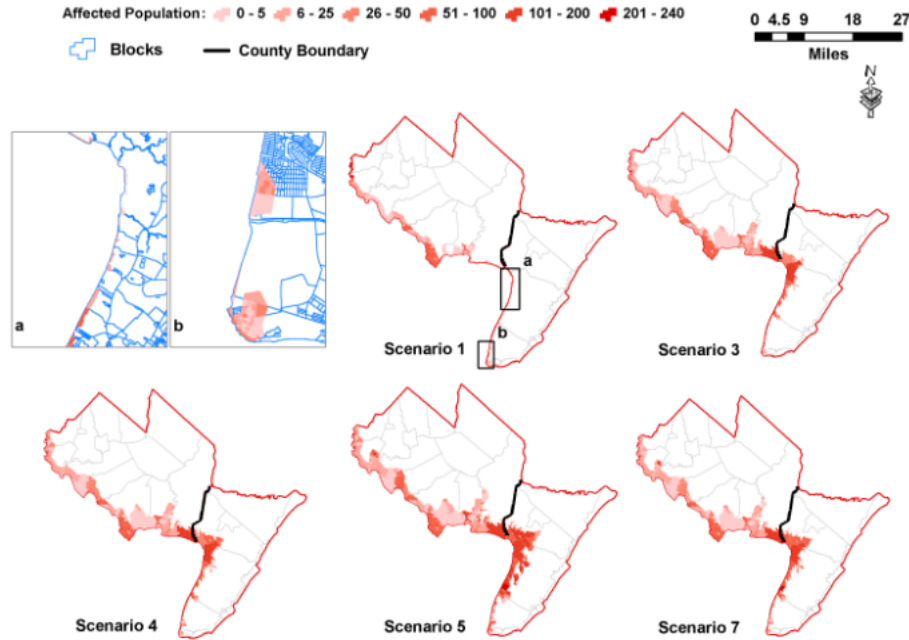 Affected Population: 0 - 5 6 - 25 26 - 50 51 - 100 101 - 200 201 - 240
Blocks County Boundary
0 4.5 9 18 27
Miles
N
a b
a
b
Scenario 1
Scenario 3
Scenario 4
Scenario 5
Scenario 7